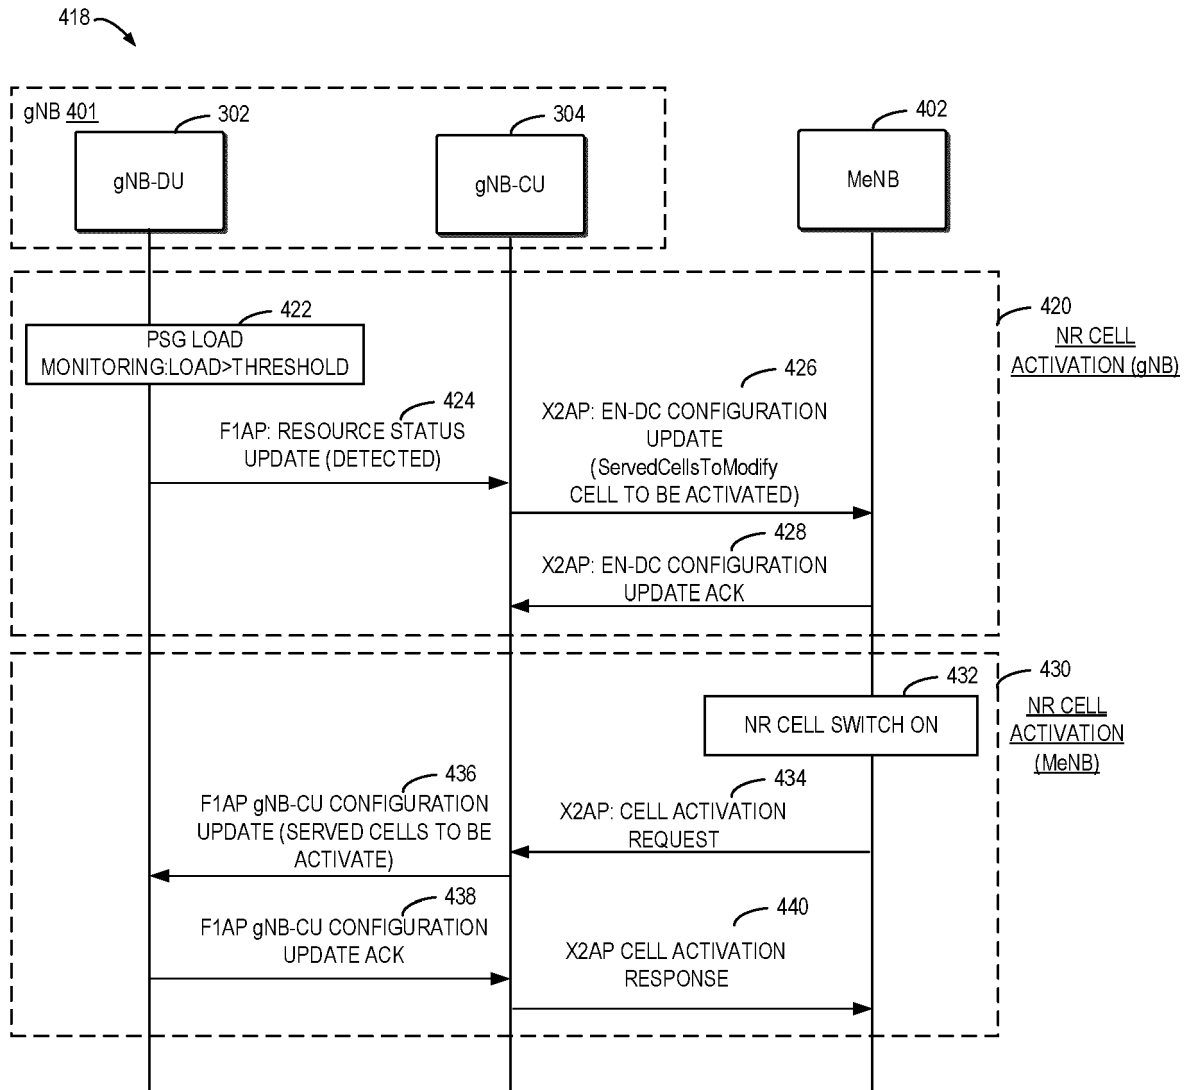 418
gNB 401
302
304
402
gNB-DU
gNB-CU
MeNB
422
PSG LOAD
MONITORING:LOAD>THRESHOLD
420
NR CELL
ACTIVATION (gNB)
424
F1AP: RESOURCE STATUS
UPDATE (DETECTED)
426
X2AP: EN-DC CONFIGURATION
UPDATE
(ServedCellsToModify
CELL TO BE ACTIVATED)
428
X2AP: EN-DC CONFIGURATION
UPDATE ACK
430
NR CELL
ACTIVATION
(MeNB)
432
NR CELL SWITCH ON
434
X2AP: CELL ACTIVATION
REQUEST
436
F1AP gNB-CU CONFIGURATION
UPDATE (SERVED CELLS TO BE
ACTIVATE)
438
F1AP gNB-CU CONFIGURATION
UPDATE ACK
440
X2AP CELL ACTIVATION
RESPONSE